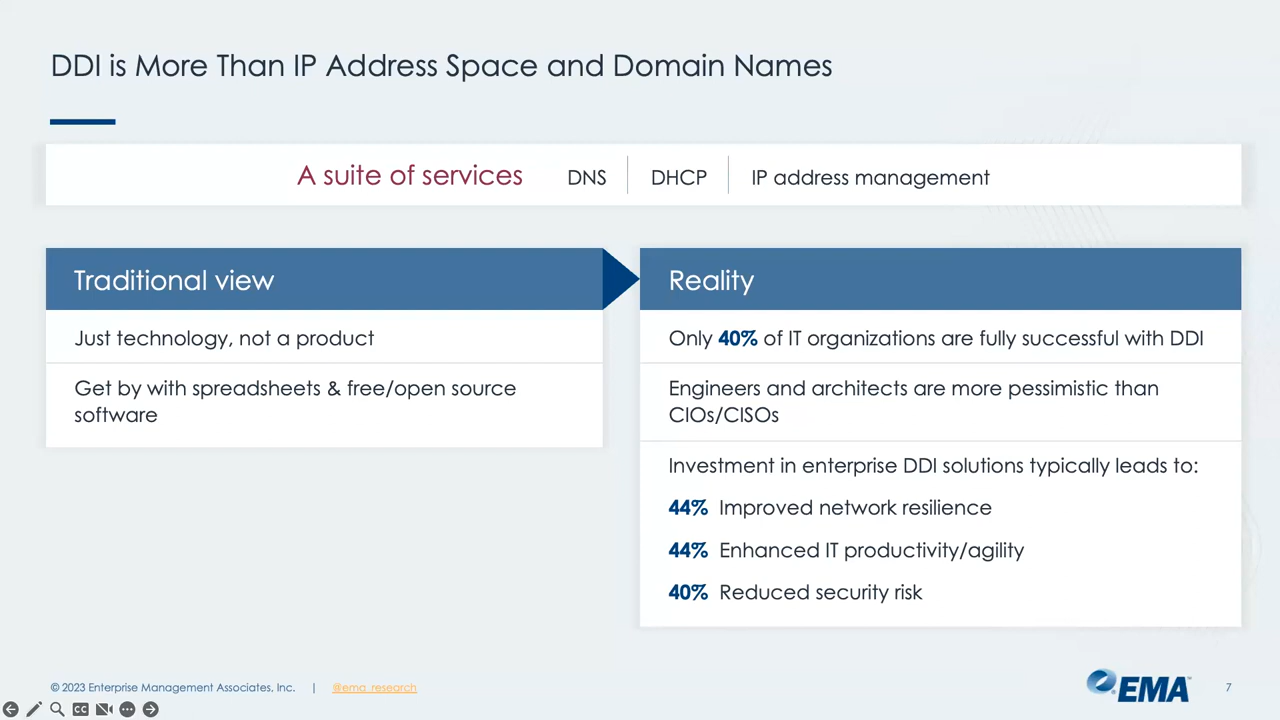 DDI is More Than IP Address Space and Domain Names
A suite of services DNS DHCP IP address management
Traditional view
Just technology, not a product
Get by with spreadsheets & free/open source
software
Reality
Only 40% of IT organizations are fully successful with DDI
Engineers and architects are more pessimistic than
CIOs/CISOs
Investment in enterprise DDI solutions typically leads to:
44% Improved network resilience
44% Enhanced IT productivity/agility
40% Reduced security risk
© 2023 Enterprise Management Associates, Inc. | @ema_research
EMA
7
CC